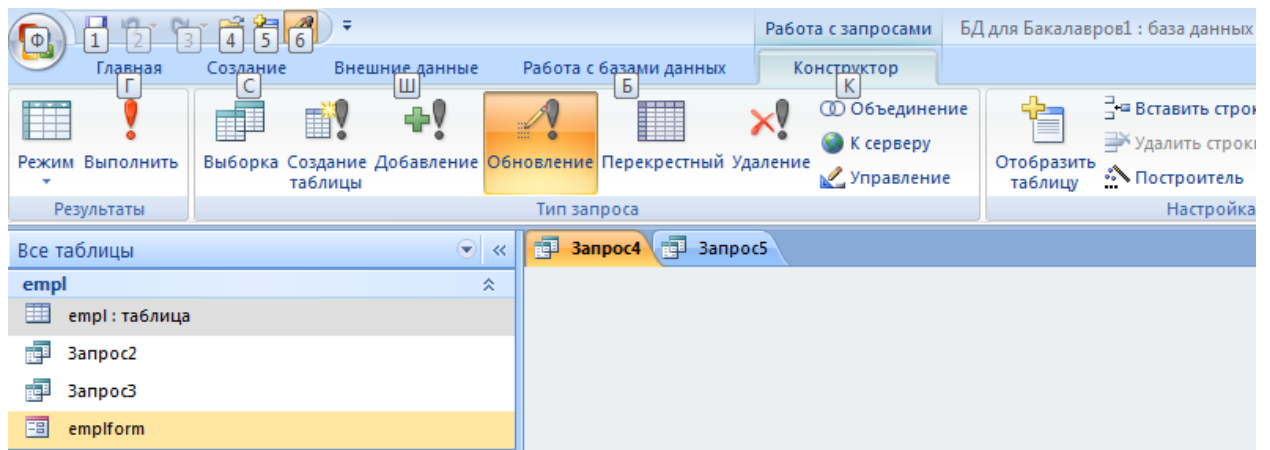 Работа с запросами БД для Бакалавров1 : база данных
Ф 1 2 3 4 5 6
Главная Создание Внешние данные Работа с базами данных Конструктор
Г С Ш Б К
Режим Выполнить Выборка Создание таблицы Добавление Обновление Перекрестный Удаление
Объединение
К серверу
Управление
Отобразить таблицу
Вставить строк
Удалить строки
Построитель
Результаты Тип запроса Настройка
Все таблицы
Запрос4 Запрос5
empl
empl : таблица
Запрос2
Запрос3
emplform